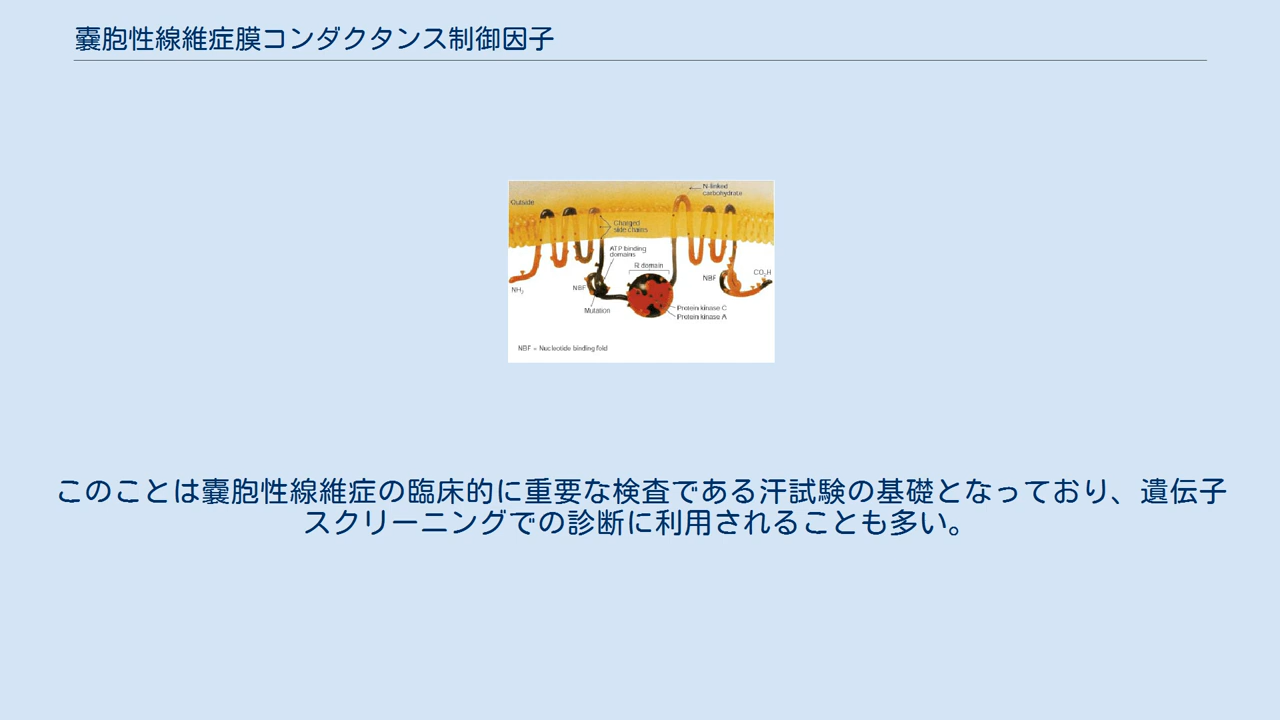 嚢胞性線維症膜コンダクタンス制御因子
Outside
N-linked
carbohydrate
Charged
side chains
ATP binding
domains
R domain
NH2
NBF
Mutation
Protein kinase C
Protein kinase A
NBF
CO2H
NBF = Nucleotide binding fold
このことは嚢胞性線維症の臨床的に重要な検査である汗試験の基礎となっており、遺伝子
スクリーニングでの診断に利用されることも多い。